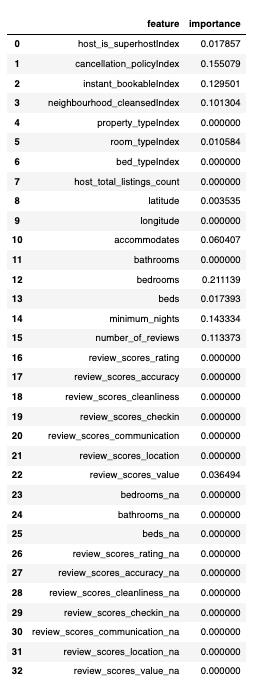 feature importance
0 host_is_superhostIndex 0.017857
1 cancellation_policyIndex 0.155079
2 instant_bookableIndex 0.129501
3 neighbourhood_cleansedIndex 0.101304
4 property_typeIndex 0.000000
5 room_typeIndex 0.010584
6 bed_typeIndex 0.000000
7 host_total_listings_count 0.000000
8 latitude 0.003535
9 longitude 0.000000
10 accommodates 0.060407
11 bathrooms 0.000000
12 bedrooms 0.211139
13 beds 0.017393
14 minimum_nights 0.143334
15 number_of_reviews 0.113373
16 review_scores_rating 0.000000
17 review_scores_accuracy 0.000000
18 review_scores_cleanliness 0.000000
19 review_scores_checkin 0.000000
20 review_scores_communication 0.000000
21 review_scores_location 0.000000
22 review_scores_value 0.036494
23 bedrooms_na 0.000000
24 bathrooms_na 0.000000
25 beds_na 0.000000
26 review_scores_rating_na 0.000000
27 review_scores_accuracy_na 0.000000
28 review_scores_cleanliness_na 0.000000
29 review_scores_checkin_na 0.000000
30 review_scores_communication_na 0.000000
31 review_scores_location_na 0.000000
32 review_scores_value_na 0.000000